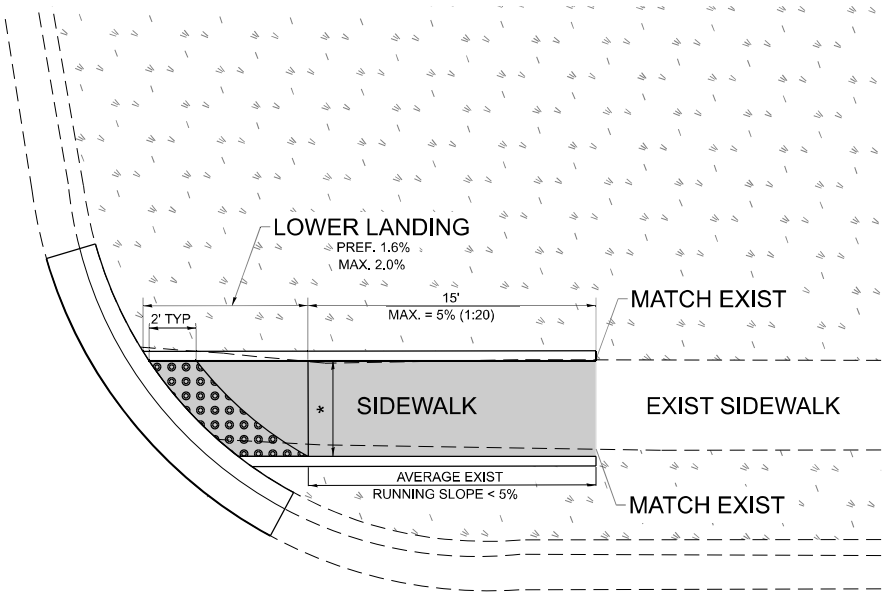 LOWER LANDING
PREF. 1.6%
MAX. 2.0%
15'
MAX. = 5% (1:20)
MATCH EXIST
2' TYP
*
SIDEWALK
EXIST SIDEWALK
AVERAGE EXIST
RUNNING SLOPE < 5%
MATCH EXIST